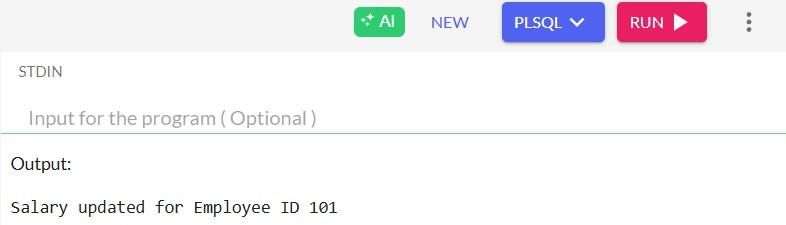 AI NEW PLSQL RUN
STDIN
Input for the program ( Optional )
Output:
Salary updated for Employee ID 101